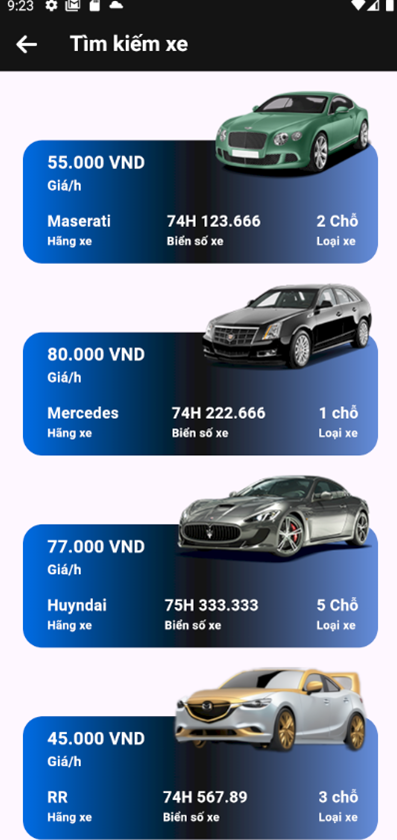 9:23
Tìm kiếm xe
55.000 VND
Giá/h
Maserati 74H 123.666 2 Chỗ
Hãng xe Biển số xe Loại xe
80.000 VND
Giá/h
Mercedes 74H 222.666 1 chỗ
Hãng xe Biển số xe Loại xe
77.000 VND
Giá/h
Huyndai 75H 333.333 5 Chỗ
Hãng xe Biển số xe Loại xe
45.000 VND
Giá/h
RR 74H 567.89 3 chỗ
Hãng xe Biển số xe Loại xe